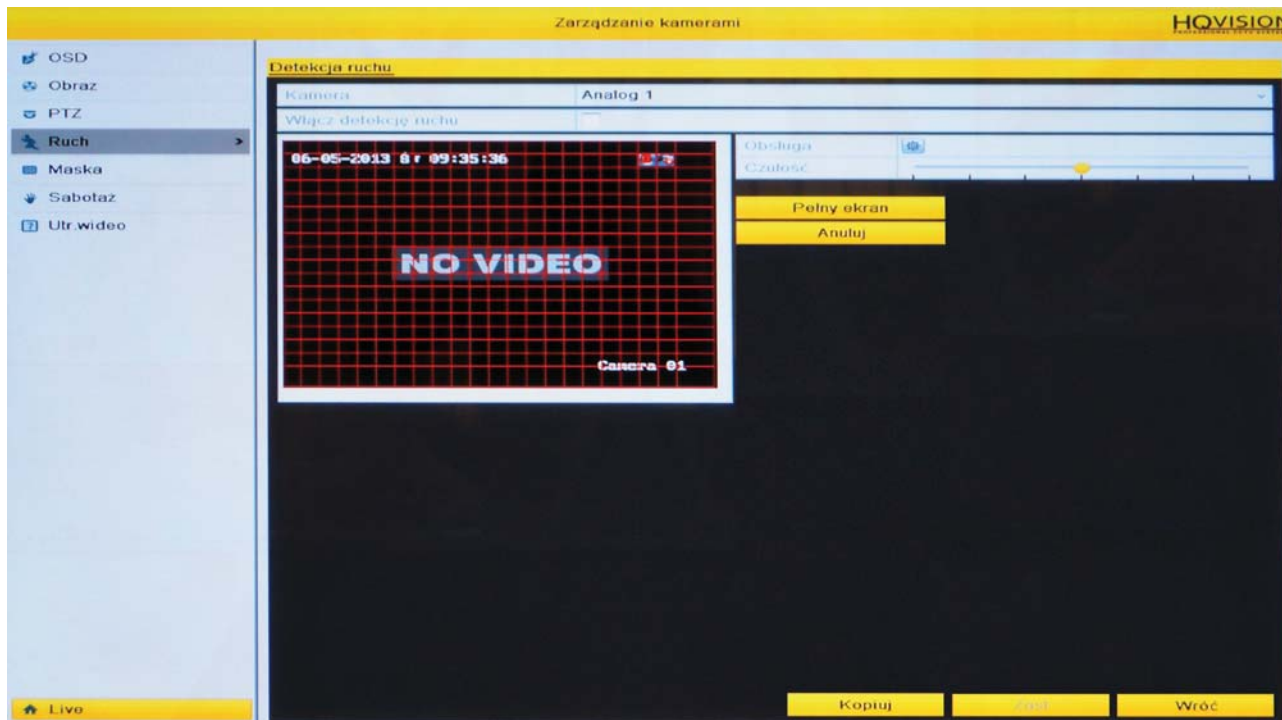 Zarządzanie kamerami
HQVISION
OSD
Obraz
PTZ
Ruch
Maska
Sabotaż
Utr.wideo
Detekcja ruchu
Kamera Analog 1
Włącz detekcję ruchu
06-05-2013 Śr 09:35:36
NO VIDEO
Camera 01
Obsługa
Czułość
Pełny ekran
Anuluj
Live
Kopiuj
Zast.
Wróć